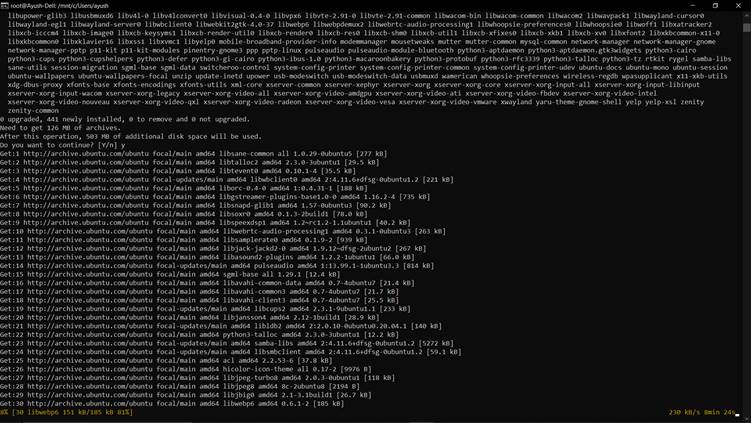 root@Ayush-Dell: /mnt/c/Users/ayush
libupower-glib3 libusbmuxd6 libv4l-0 libv4lconvert0 libvisual-0.4-0 libvpx6 libvte-2.91-0 libvte-2.91-common libwacom-bin libwacom-common libwacom2 libwavpack1 libwayland-cursor0
libwayland-egl1 libwayland-server0 libwbclient0 libwebkit2gtk-4.0-37 libwebp6 libwebpdemux2 libwebrtc-audio-processing1 libwhoopsie-preferences0 libwhoopsie0 libwoff1 libxatracker2
libxcb-icccm4 libxcb-image0 libxcb-keysyms1 libxcb-render-util0 libxcb-render0 libxcb-res0 libxcb-shm0 libxcb-util1 libxcb-xfixes0 libxcb-xkb1 libxcb-xv0 libxfont2 libxkbcommon-x11-0
libxkbcommon0 libxklavier16 libxss1 libxvmc1 libyelp0 mobile-broadband-provider-info modemmanager mousetweaks mutter mutter-common mysql-common network-manager network-manager-gnome
network-manager-pptp p11-kit p11-kit-modules pinentry-gnome3 ppp pptp-linux pulseaudio pulseaudio-module-bluetooth python3-aptdaemon python3-aptdaemon.gtk3widgets python3-cairo
python3-cups python3-cupshelpers python3-defer python3-gi-cairo python3-ibus-1.0 python3-macaroonbakery python3-protobuf python3-rfc3339 python3-talloc python3-tz rtkit rygel samba-libs
sane-utils session-migration sgml-base sgml-data switcheroo-control system-config-printer system-config-printer-common system-config-printer-udev ubuntu-docs ubuntu-mono ubuntu-session
ubuntu-wallpapers ubuntu-wallpapers-focal unzip update-inetd upower usb-modeswitch usb-modeswitch-data usbmuxd wamerican whoopsie-preferences wireless-regdb wpasupplicant x11-xkb-utils
xdg-dbus-proxy xfonts-base xfonts-encodings xfonts-utils xml-core xserver-common xserver-xephyr xserver-xorg xserver-xorg-core xserver-xorg-input-all xserver-xorg-input-libinput
xserver-xorg-input-wacom xserver-xorg-legacy xserver-xorg-video-all xserver-xorg-video-amdgpu xserver-xorg-video-ati xserver-xorg-video-fbdev xserver-xorg-video-intel
xserver-xorg-video-nouveau xserver-xorg-video-qxl xserver-xorg-video-radeon xserver-xorg-video-vesa xserver-xorg-video-vmware xwayland yaru-theme-gnome-shell yelp yelp-xsl zenity
zenity-common
0 upgraded, 441 newly installed, 0 to remove and 0 not upgraded.
Need to get 126 MB of archives.
After this operation, 503 MB of additional disk space will be used.
Do you want to continue? [Y/n] y
Get:1 http://archive.ubuntu.com/ubuntu focal/main amd64 libsane-common all 1.0.29-0ubuntu5 [277 kB]
Get:2 http://archive.ubuntu.com/ubuntu focal/main amd64 libtalloc2 amd64 2.3.0-3ubuntu1 [29.5 kB]
Get:3 http://archive.ubuntu.com/ubuntu focal/main amd64 libtevent0 amd64 0.10.1-4 [35.5 kB]
Get:4 http://archive.ubuntu.com/ubuntu focal-updates/main amd64 libwbclient0 amd64 2:4.11.6+dfsg-0ubuntu1.2 [221 kB]
Get:5 http://archive.ubuntu.com/ubuntu focal/main amd64 liborc-0.4-0 amd64 1:0.4.31-1 [188 kB]
Get:6 http://archive.ubuntu.com/ubuntu focal/main amd64 libgstreamer-plugins-base1.0-0 amd64 1.16.2-4 [735 kB]
Get:7 http://archive.ubuntu.com/ubuntu focal/main amd64 libsnapd-glib1 amd64 1.57-0ubuntu3 [90.2 kB]
Get:8 http://archive.ubuntu.com/ubuntu focal/main amd64 libsoxr0 amd64 0.1.3-2build1 [78.0 kB]
Get:9 http://archive.ubuntu.com/ubuntu focal/main amd64 libspeexdsp1 amd64 1.2~rc1.2-1.1ubuntu1 [40.2 kB]
Get:10 http://archive.ubuntu.com/ubuntu focal/main amd64 libwebrtc-audio-processing1 amd64 0.3.1-0ubuntu3 [263 kB]
Get:11 http://archive.ubuntu.com/ubuntu focal/main amd64 libsamplerate0 amd64 0.1.9-2 [939 kB]
Get:12 http://archive.ubuntu.com/ubuntu focal/main amd64 libjack-jackd2-0 amd64 1.9.12~dfsg-2ubuntu2 [267 kB]
Get:13 http://archive.ubuntu.com/ubuntu focal/main amd64 libasound2-plugins amd64 1.2.2-1ubuntu1 [66.0 kB]
Get:14 http://archive.ubuntu.com/ubuntu focal-updates/main amd64 pulseaudio amd64 1:13.99.1-1ubuntu3.3 [814 kB]
Get:15 http://archive.ubuntu.com/ubuntu focal/main amd64 sgml-base all 1.29.1 [12.4 kB]
Get:16 http://archive.ubuntu.com/ubuntu focal/main amd64 libavahi-common-data amd64 0.7-4ubuntu7 [21.4 kB]
Get:17 http://archive.ubuntu.com/ubuntu focal/main amd64 libavahi-common3 amd64 0.7-4ubuntu7 [21.7 kB]
Get:18 http://archive.ubuntu.com/ubuntu focal/main amd64 libavahi-client3 amd64 0.7-4ubuntu7 [25.5 kB]
Get:19 http://archive.ubuntu.com/ubuntu focal-updates/main amd64 libcups2 amd64 2.3.1-9ubuntu1.1 [233 kB]
Get:20 http://archive.ubuntu.com/ubuntu focal/main amd64 libjansson4 amd64 2.12-1build1 [28.9 kB]
Get:21 http://archive.ubuntu.com/ubuntu focal-updates/main amd64 libldb2 amd64 2:2.0.10-0ubuntu0.20.04.1 [140 kB]
Get:22 http://archive.ubuntu.com/ubuntu focal/main amd64 python3-talloc amd64 2.3.0-3ubuntu1 [12.2 kB]
Get:23 http://archive.ubuntu.com/ubuntu focal-updates/main amd64 samba-libs amd64 2:4.11.6+dfsg-0ubuntu1.2 [5272 kB]
Get:24 http://archive.ubuntu.com/ubuntu focal-updates/main amd64 libsmbclient amd64 2:4.11.6+dfsg-0ubuntu1.2 [59.1 kB]
Get:25 http://archive.ubuntu.com/ubuntu focal/main amd64 acl amd64 2.2.53-6 [37.8 kB]
Get:26 http://archive.ubuntu.com/ubuntu focal/main amd64 hicolor-icon-theme all 0.17-2 [9976 B]
Get:27 http://archive.ubuntu.com/ubuntu focal/main amd64 libjpeg-turbo8 amd64 2.0.3-0ubuntu1 [118 kB]
Get:28 http://archive.ubuntu.com/ubuntu focal/main amd64 libjpeg8 amd64 8c-2ubuntu8 [2194 B]
Get:29 http://archive.ubuntu.com/ubuntu focal/main amd64 libjbig0 amd64 2.1-3.1build1 [26.7 kB]
Get:30 http://archive.ubuntu.com/ubuntu focal/main amd64 libwebp6 amd64 0.6.1-2 [185 kB]
8% [30 libwebp6 151 kB/185 kB 81%] 230 kB/s 8min 24s